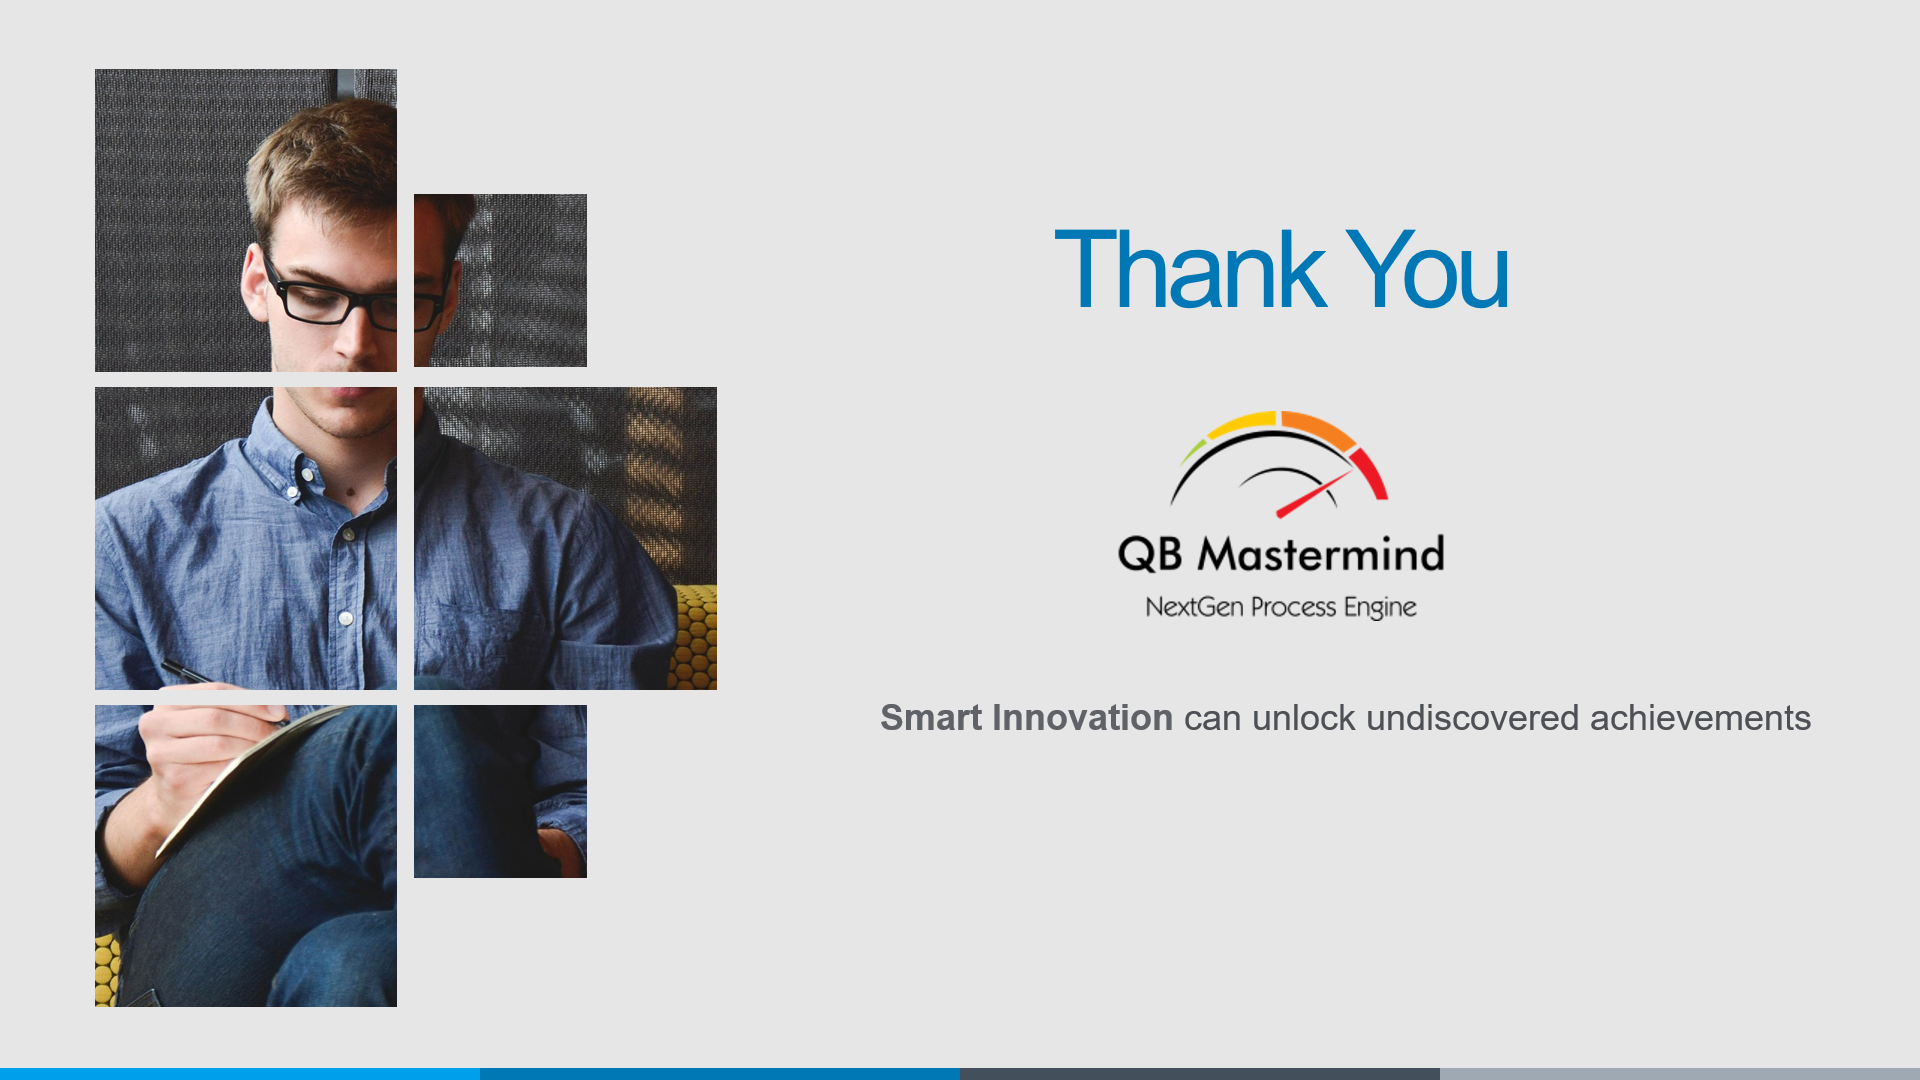 Thank You
QB Mastermind
NextGen Process Engine
Smart Innovation can unlock undiscovered achievements